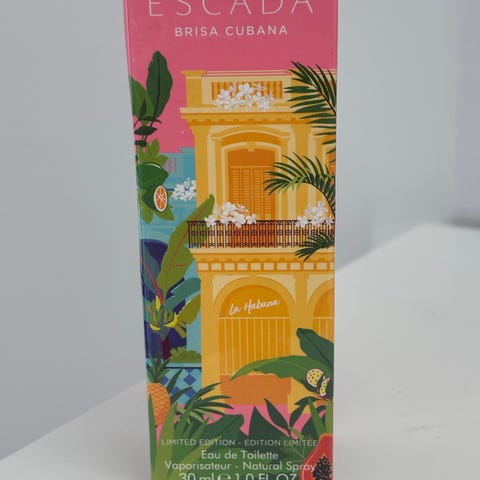 ESCADA
BRISA CUBANA
La Habana
LIMITED EDITION - EDITION LIMITÉE
Eau de Toilette
Vaporisateur - Natural Spray
30 ml ℮ 1.0 FL.OZ.